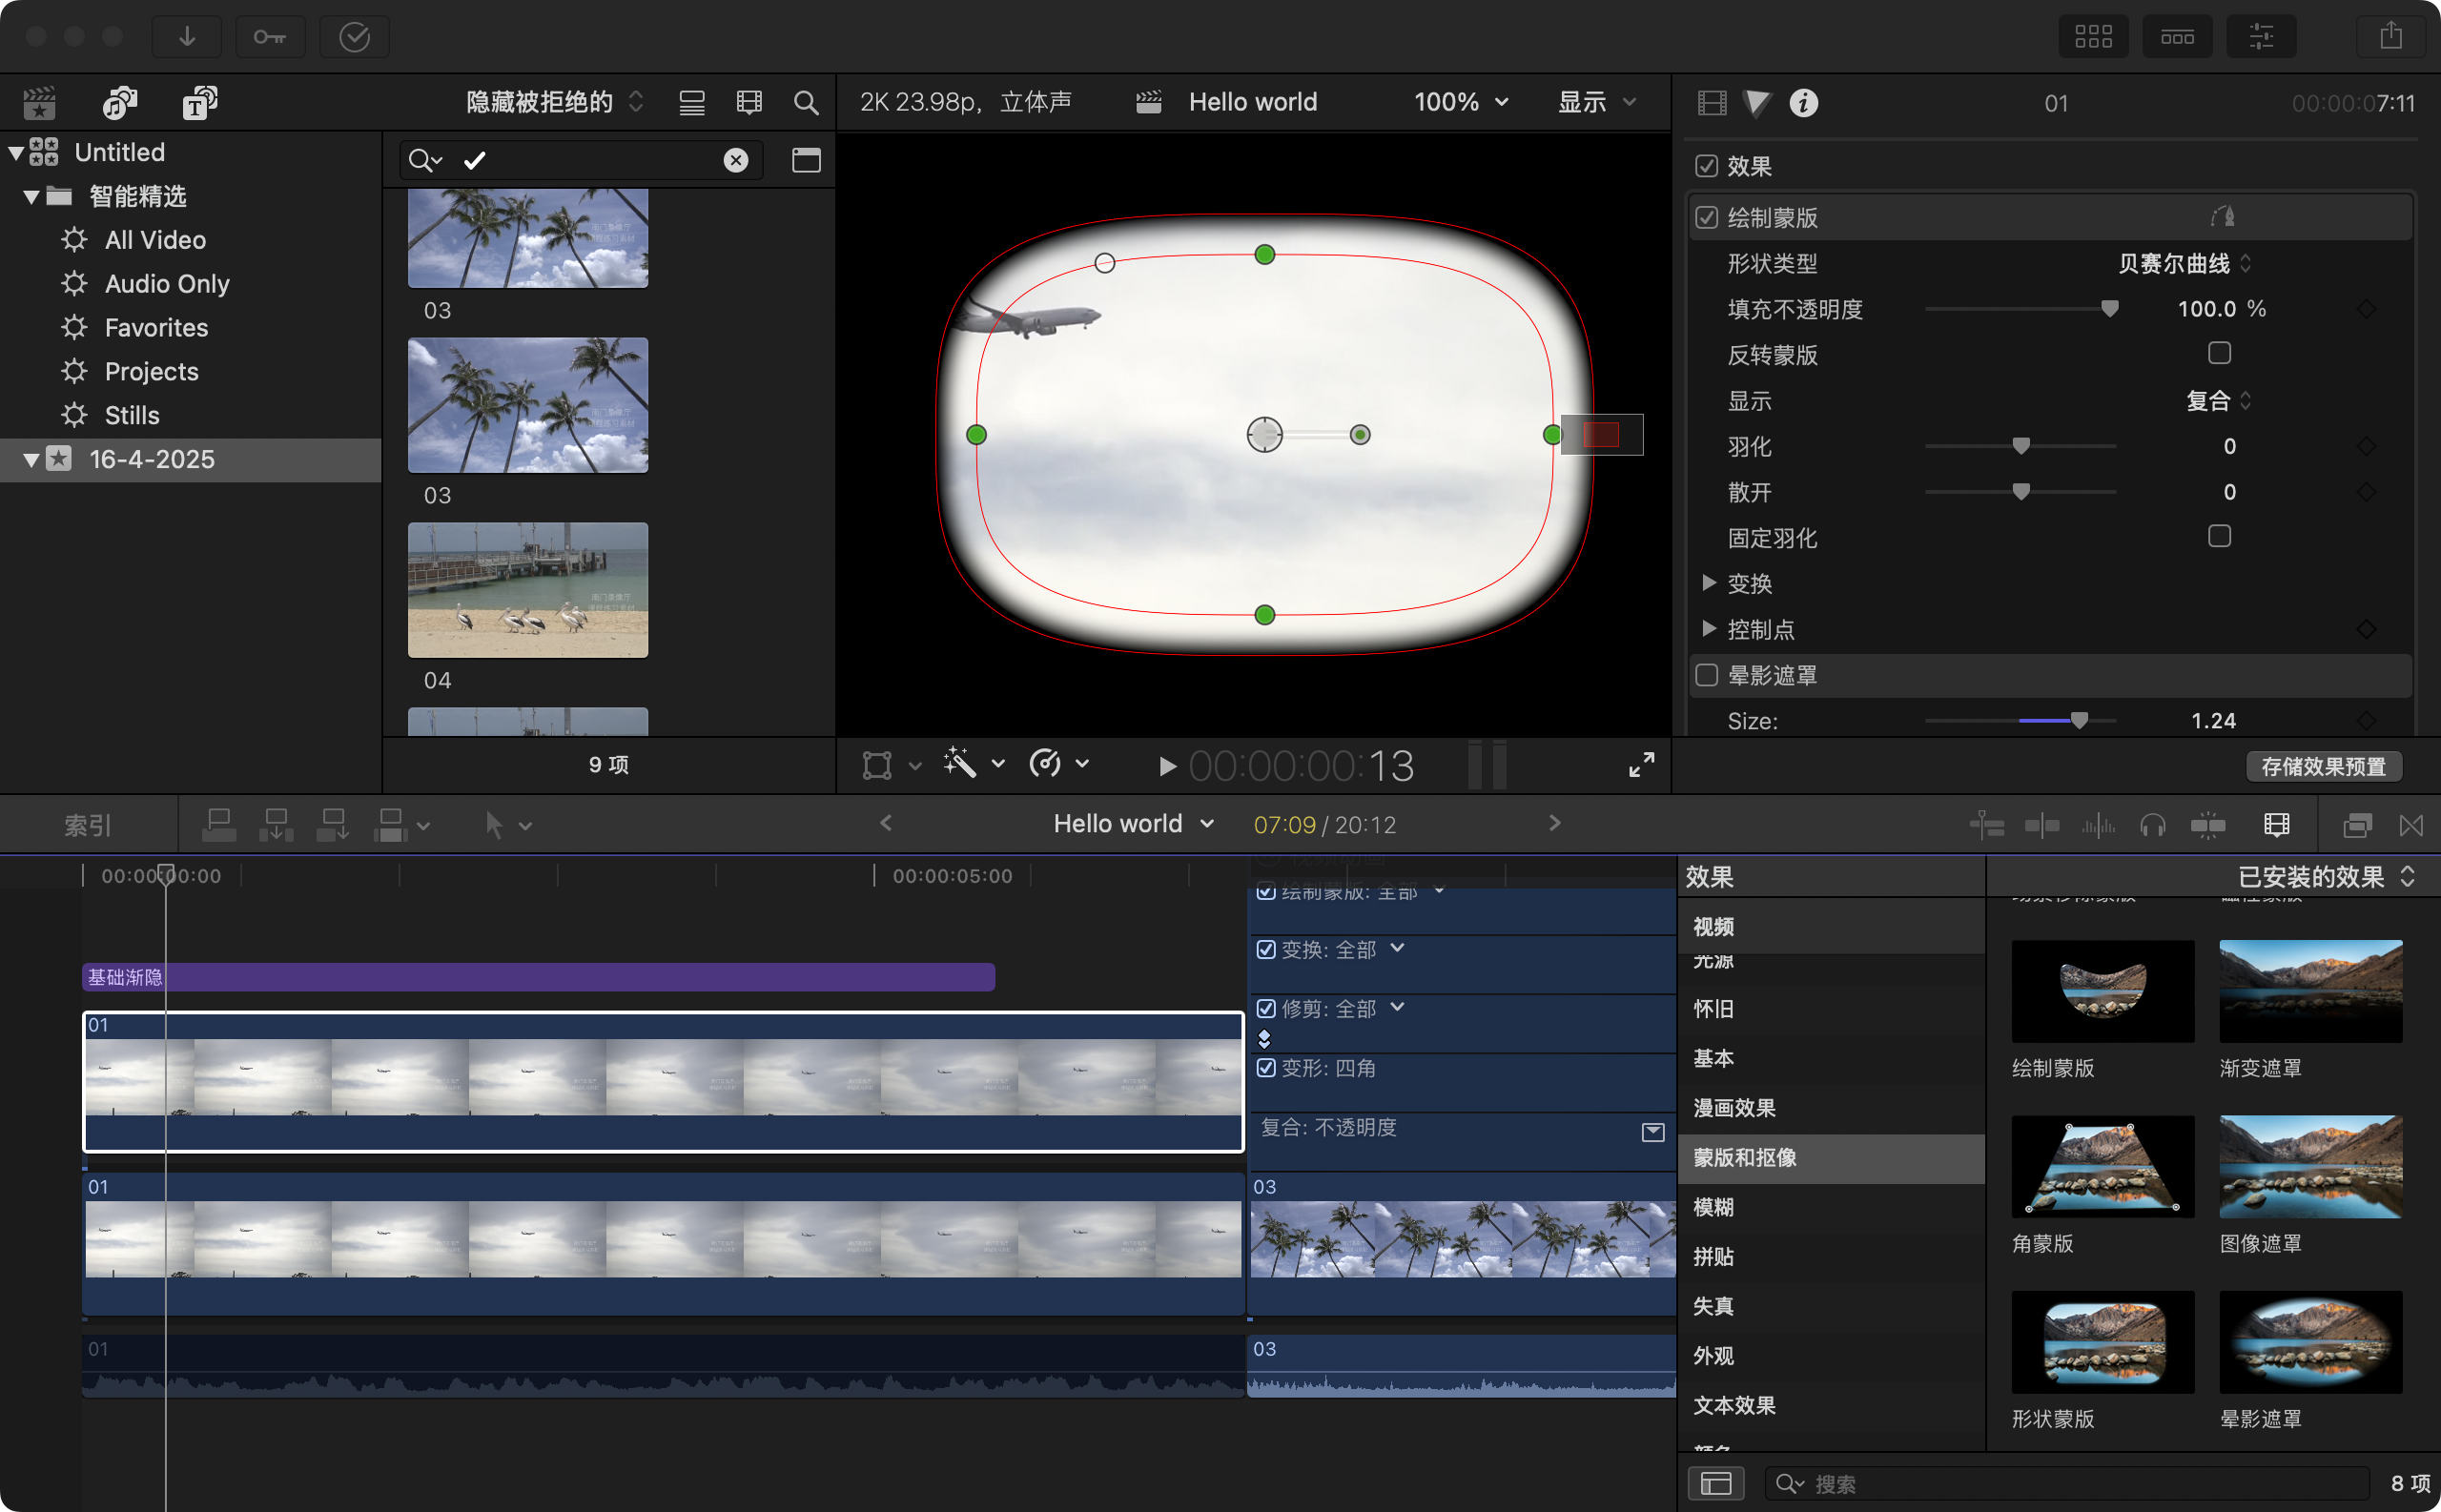 隐藏被拒绝的
2K 23.98p, 立体声
Hello world
100%
显示
01
00:00:07:11
Untitled
智能精选
All Video
Audio Only
Favorites
Projects
Stills
16-4-2025
03
03
04
9 项
效果
绘制蒙版
形状类型
贝赛尔曲线
填充不透明度
100.0 %
反转蒙版
显示
复合
羽化
0
散开
0
固定羽化
变换
控制点
晕影遮罩
Size:
1.24
存储效果预置
00:00:00:13
索引
Hello world
07:09 / 20:12
00:00:00:00
00:00:05:00
基础渐隐
01
01
01
视频动画
绘制蒙版: 全部
变换: 全部
修剪: 全部
变形: 四角
复合: 不透明度
03
03
效果
已安装的效果
视频
光源
怀旧
基本
漫画效果
蒙版和抠像
模糊
拼贴
失真
外观
文本效果
颜色
绘制蒙版
渐变遮罩
角蒙版
图像遮罩
形状蒙版
晕影遮罩
搜索
8 项